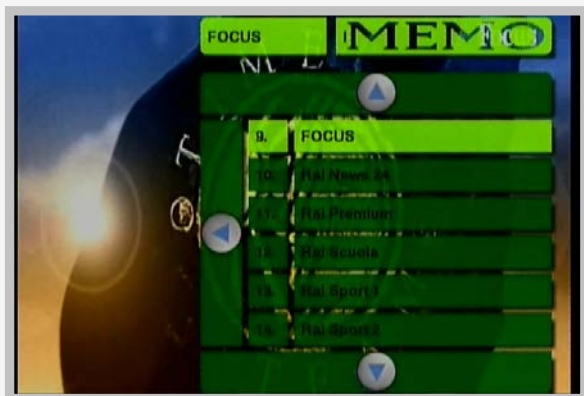 FOCUS MEMO
9. FOCUS
10. Rai News 24
11. Rai Premium
12. Rai Scuola
13. Rai Sport 1
14. Rai Sport 2